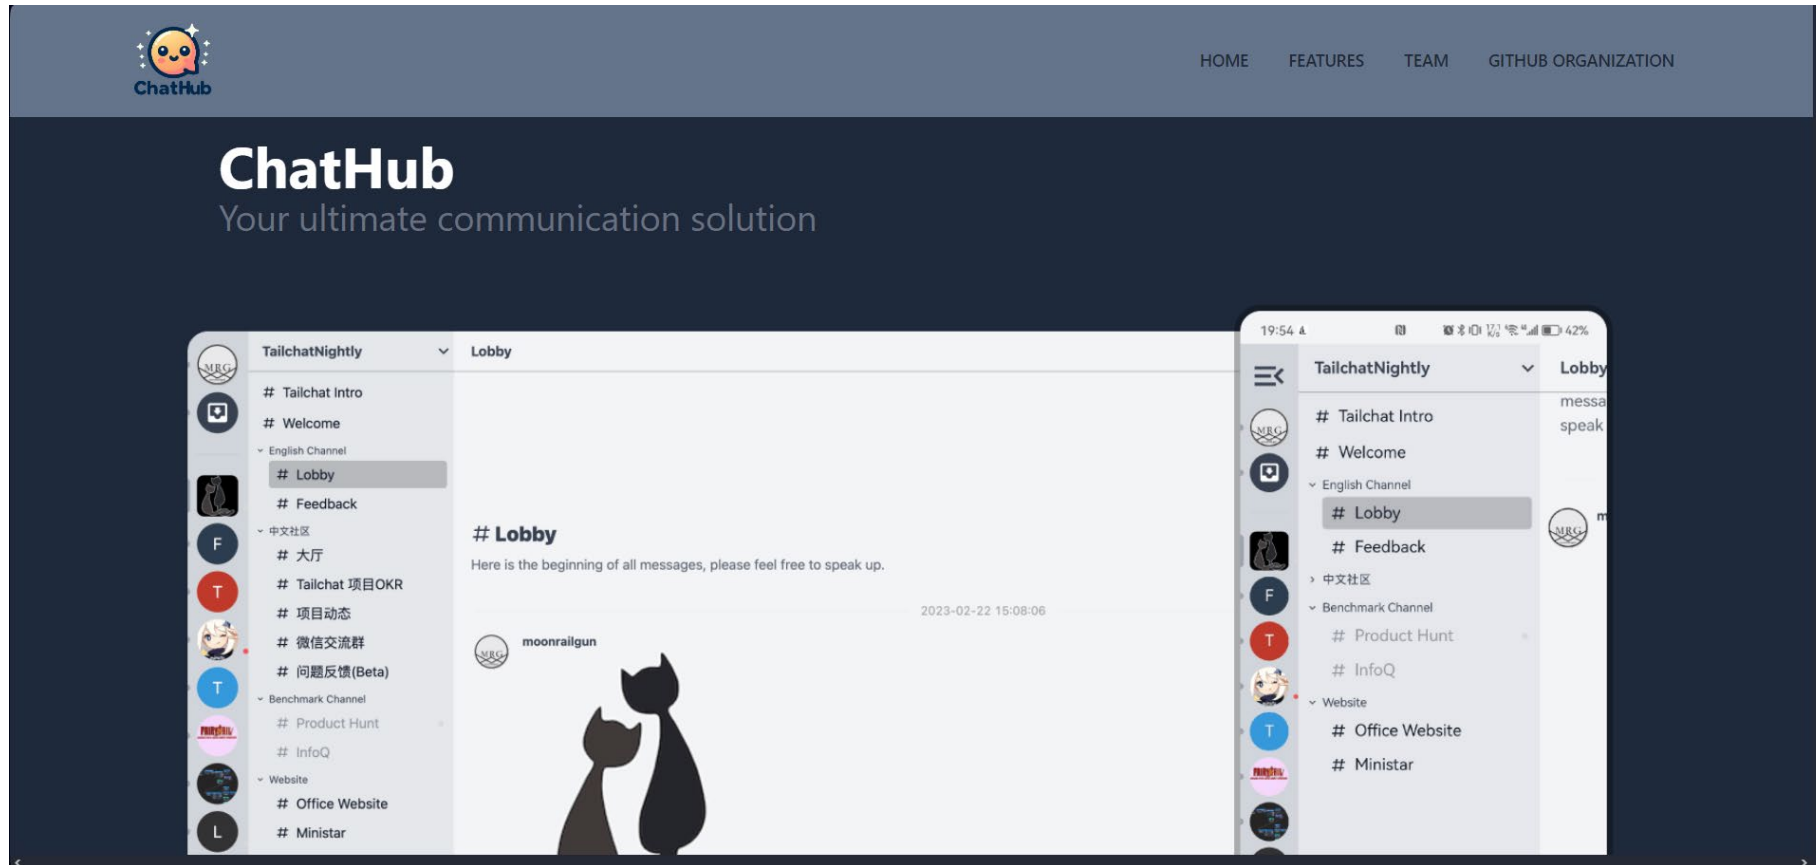 ChatHub
HOME FEATURES TEAM GITHUB ORGANIZATION
ChatHub
Your ultimate communication solution
TailchatNightly
# Tailchat Intro
# Welcome
English Channel
# Lobby
# Feedback
中文社区
# 大厅
# Tailchat 项目OKR
# 项目动态
# 微信交流群
# 问题反馈(Beta)
Benchmark Channel
# Product Hunt
# InfoQ
Website
# Office Website
# Ministar
MRG
F
T
T
L
Lobby
# Lobby
Here is the beginning of all messages, please feel free to speak up.
2023-02-22 15:08:06
MRG
moonrailgun
19:54
42%
TailchatNightly
# Tailchat Intro
# Welcome
English Channel
# Lobby
# Feedback
中文社区
Benchmark Channel
# Product Hunt
# InfoQ
Website
# Office Website
# Ministar
MRG
F
T
T
Lobby
messa
speak
MRG
m